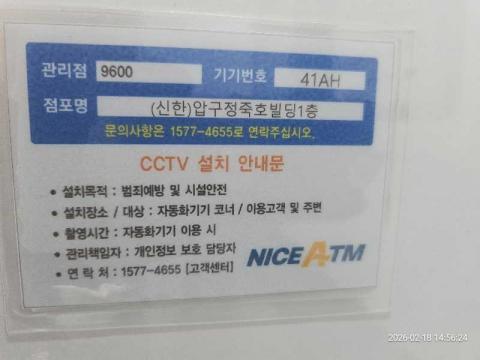 관리점 9600 기기번호 41AH
점포명 (신한)압구정죽호빌딩1층
문의사항은 1577-4655로 연락주십시오.
CCTV 설치 안내문
• 설치목적 : 범죄예방 및 시설안전
• 설치장소 / 대상 : 자동화기기 코너 / 이용고객 및 주변
• 촬영시간 : 자동화기기 이용 시
• 관리책임자 : 개인정보 보호 담당자
• 연 락 처 : 1577-4655 [고객센터]
NICE ATM
2026-02-18 14:56:24